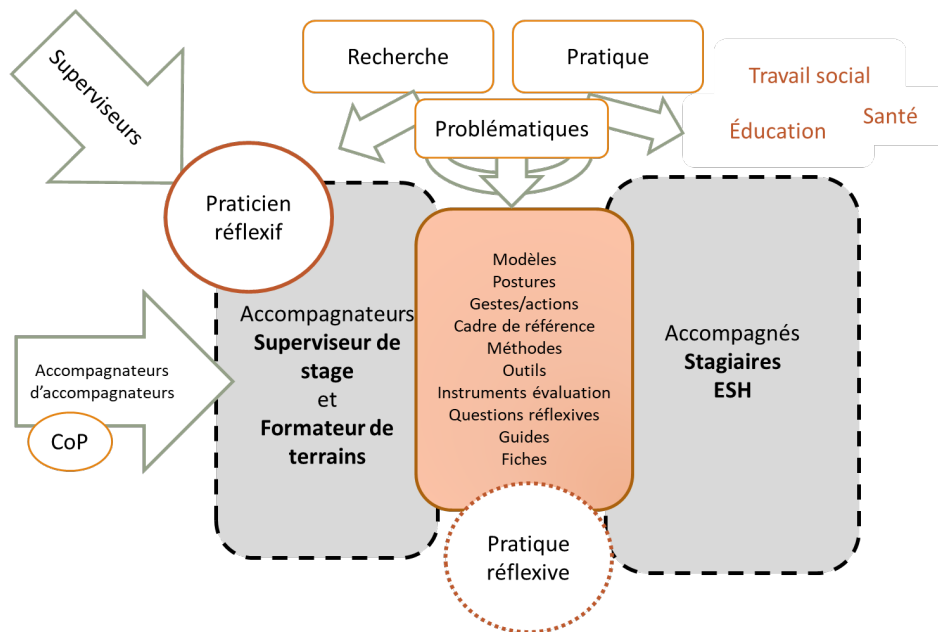 Superviseurs
Recherche
Pratique
Problématiques
Travail social
Éducation
Santé
Praticien
réflexif
Accompagnateurs
Superviseur de
stage
et
Formateur de
terrains
Accompagnateurs
d'accompagnateurs
CoP
Modèles
Postures
Gestes/actions
Cadre de référence
Méthodes
Outils
Instruments évaluation
Questions réflexives
Guides
Fiches
Accompagnés
Stagiaires
ESH
Pratique
réflexive